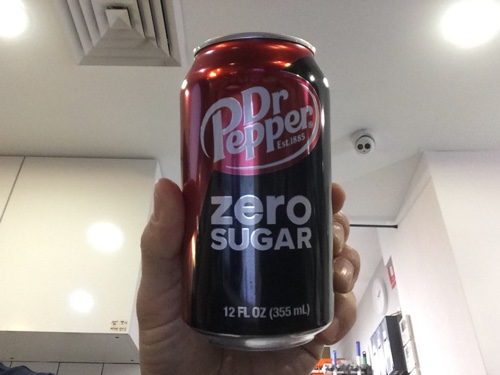 Dr
Pepper
Est.1885
zero
SUGAR
12 FL OZ (355 mL)